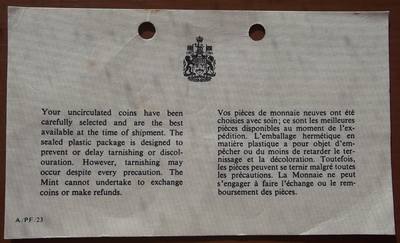 Your uncirculated coins have been
carefully selected and are the best
available at the time of shipment. The
sealed plastic package is designed to
prevent or delay tarnishing or discol-
ouration. However, tarnishing may
occur despite every precaution. The
Mint cannot undertake to exchange
coins or make refunds.
Vos pièces de monnaie neuves ont été
choisies avec soin; ce sont les meilleures
pièces disponibles au moment de l'ex-
pédition. L'emballage hermétique en
matière plastique a pour objet d'em-
pêcher ou du moins de retarder le ter-
nissage et la décoloration. Toutefois,
les pièces peuvent se ternir malgré toutes
les précautions. La Monnaie ne peut
s'engager à faire l'échange ou le rem-
boursement des pièces.
A/PF/23